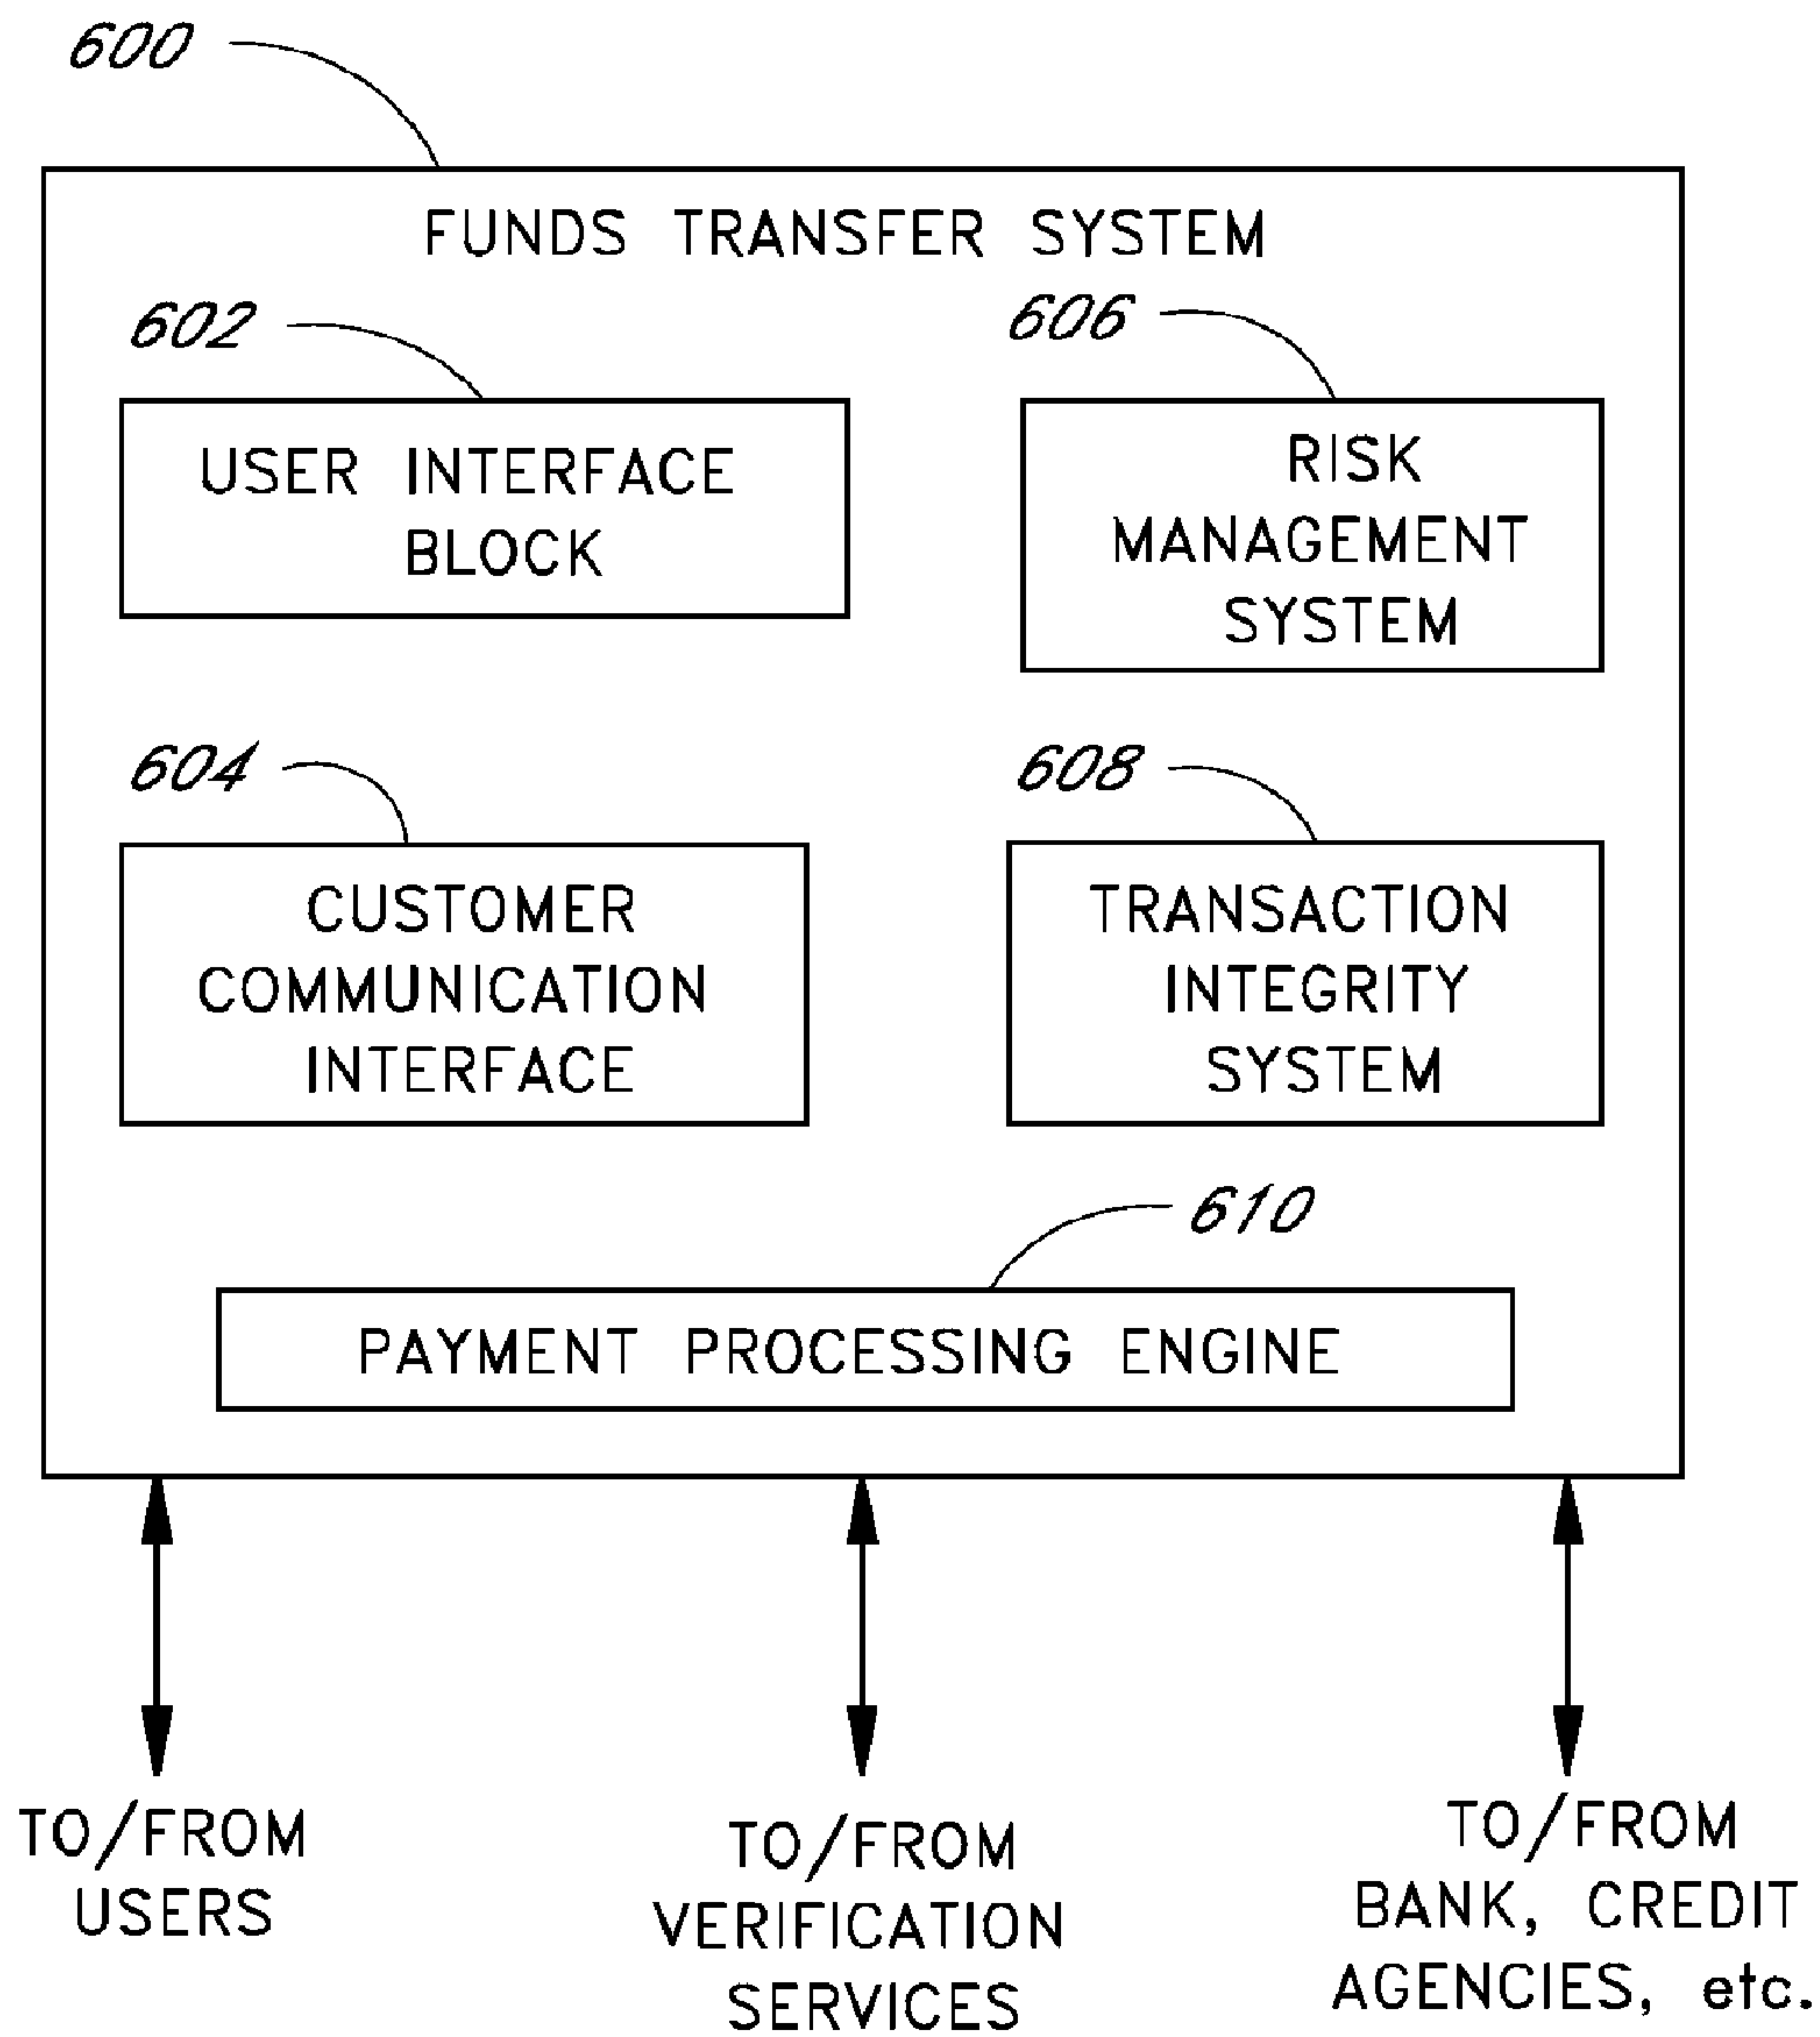 600
FUNDS TRANSFER SYSTEM
602
USER INTERFACE
BLOCK
606
RISK
MANAGEMENT
SYSTEM
604
CUSTOMER
COMMUNICATION
INTERFACE
608
TRANSACTION
INTEGRITY
SYSTEM
610
PAYMENT PROCESSING ENGINE
TO/FROM
USERS
TO/FROM
VERIFICATION
SERVICES
TO/FROM
BANK, CREDIT
AGENCIES, etc.